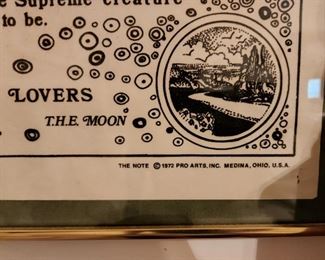 e Supreme creature
to be.
LOVERS
T.H.E. MOON
THE NOTE © 1972 PRO ARTS, INC. MEDINA, OHIO, U.S.A.